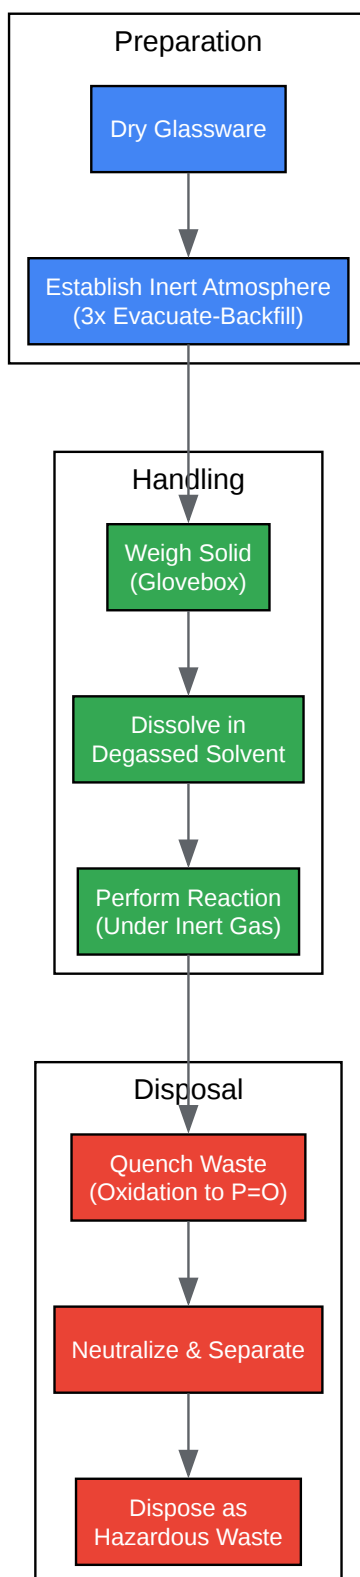 Preparation
Dry Glassware
Establish Inert Atmosphere
(3x Evacuate-Backfill)
Handling
Weigh Solid
(Glovebox)
Dissolve in
Degassed Solvent
Perform Reaction
(Under Inert Gas)
Disposal
Quench Waste
(Oxidation to P=O)
Neutralize & Separate
Dispose as
Hazardous Waste